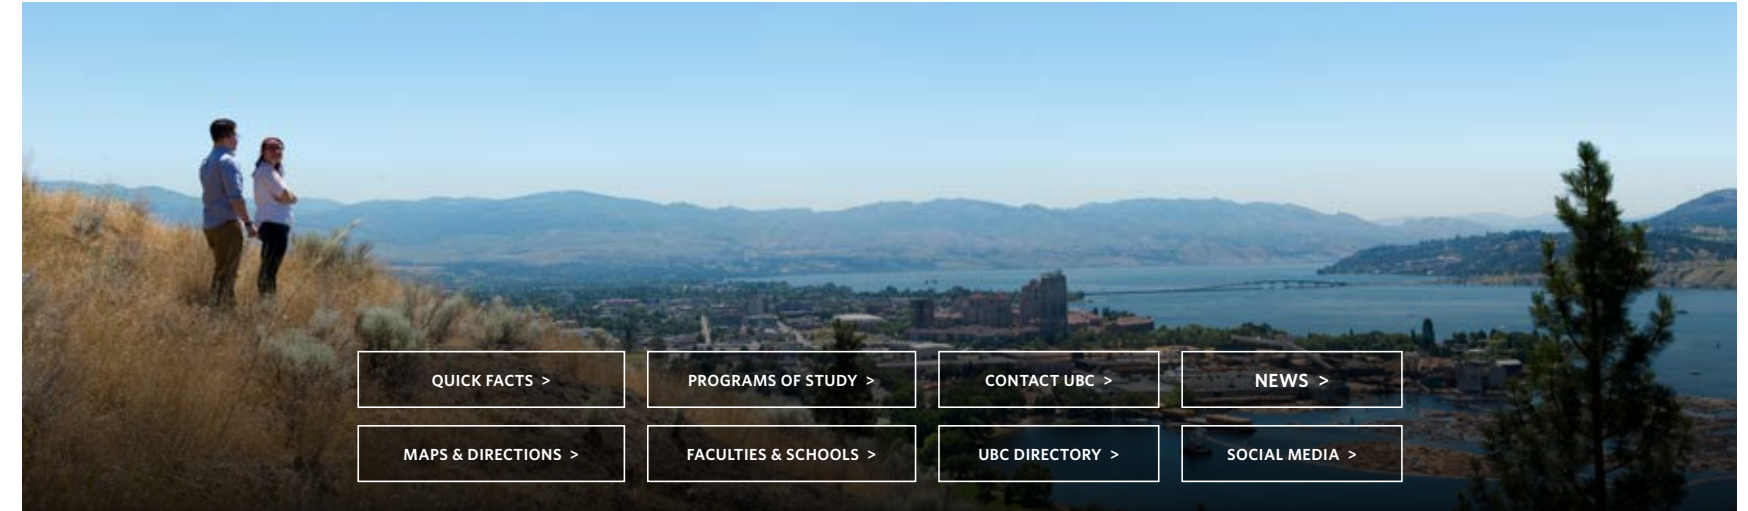 QUICK FACTS >
PROGRAMS OF STUDY >
CONTACT UBC >
NEWS >
MAPS & DIRECTIONS >
FACULTIES & SCHOOLS >
UBC DIRECTORY >
SOCIAL MEDIA >